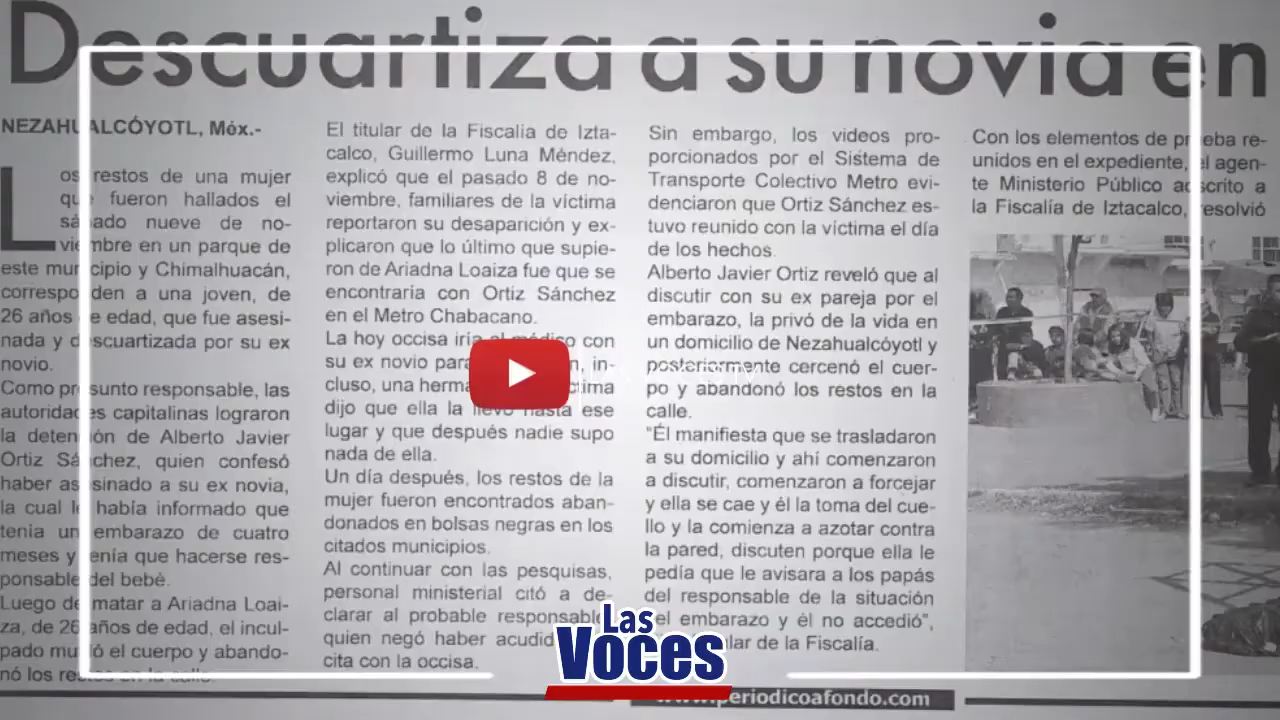 Descuartiza a su novia en
NEZAHUALCÓYOTL, Méx.-
Los restos de una mujer
que fueron hallados el
sábado nueve de no-
viembre en un parque de
este municipio y Chimalhuacán,
corresponden a una joven, de
26 años de edad, que fue asesi-
nada y descuartizada por su ex
novio.
Como presunto responsable, las
autoridades capitalinas lograron
la detención de Alberto Javier
Ortiz Sánchez, quien confesó
haber asesinado a su ex novia,
la cual le había informado que
tenía un embarazo de cuatro
meses y tenía que hacerse res-
ponsable del bebé.
Luego de matar a Ariadna Loai-
za, de 26 años de edad, el incul-
pado mutiló el cuerpo y abando-
nó los restos en la calle.
El titular de la Fiscalía de Izta-
calco, Guillermo Luna Méndez,
explicó que el pasado 8 de no-
viembre, familiares de la víctima
reportaron su desaparición y ex-
plicaron que lo último que supie-
ron de Ariadna Loaiza fue que se
encontraría con Ortiz Sánchez
en el Metro Chabacano.
La hoy occisa iría al médico con
su ex novio para in-
cluso, una herma tima
dijo que ella la llevó hasta ese
lugar y que después nadie supo
nada de ella.
Un día después, los restos de la
mujer fueron encontrados aban-
donados en bolsas negras en los
citados municipios.
Al continuar con las pesquisas,
personal ministerial citó a de-
clarar al probable responsable
quien negó haber acudid
cita con la occisa.
Sin embargo, los videos pro-
porcionados por el Sistema de
Transporte Colectivo Metro evi-
denciaron que Ortiz Sánchez es-
tuvo reunido con la víctima el día
de los hechos.
Alberto Javier Ortiz reveló que al
discutir con su ex pareja por el
embarazo, la privó de la vida en
un domicilio de Nezahualcóyotl y
posteriormente cercenó el cuer-
po y abandonó los restos en la
calle.
"Él manifiesta que se trasladaron
a su domicilio y ahí comenzaron
a discutir, comenzaron a forcejar
y ella se cae y él la toma del cue-
llo y la comienza a azotar contra
la pared, discuten porque ella le
pedía que le avisara a los papás
del responsable de la situación
del embarazo y él no accedió",
lar de la Fiscalía.
Con los elementos de prueba re-
unidos en el expediente, el agen-
te Ministerio Público adscrito a
la Fiscalía de Iztacalco, resolvió
Las
Voces
www.periodicoafondo.com